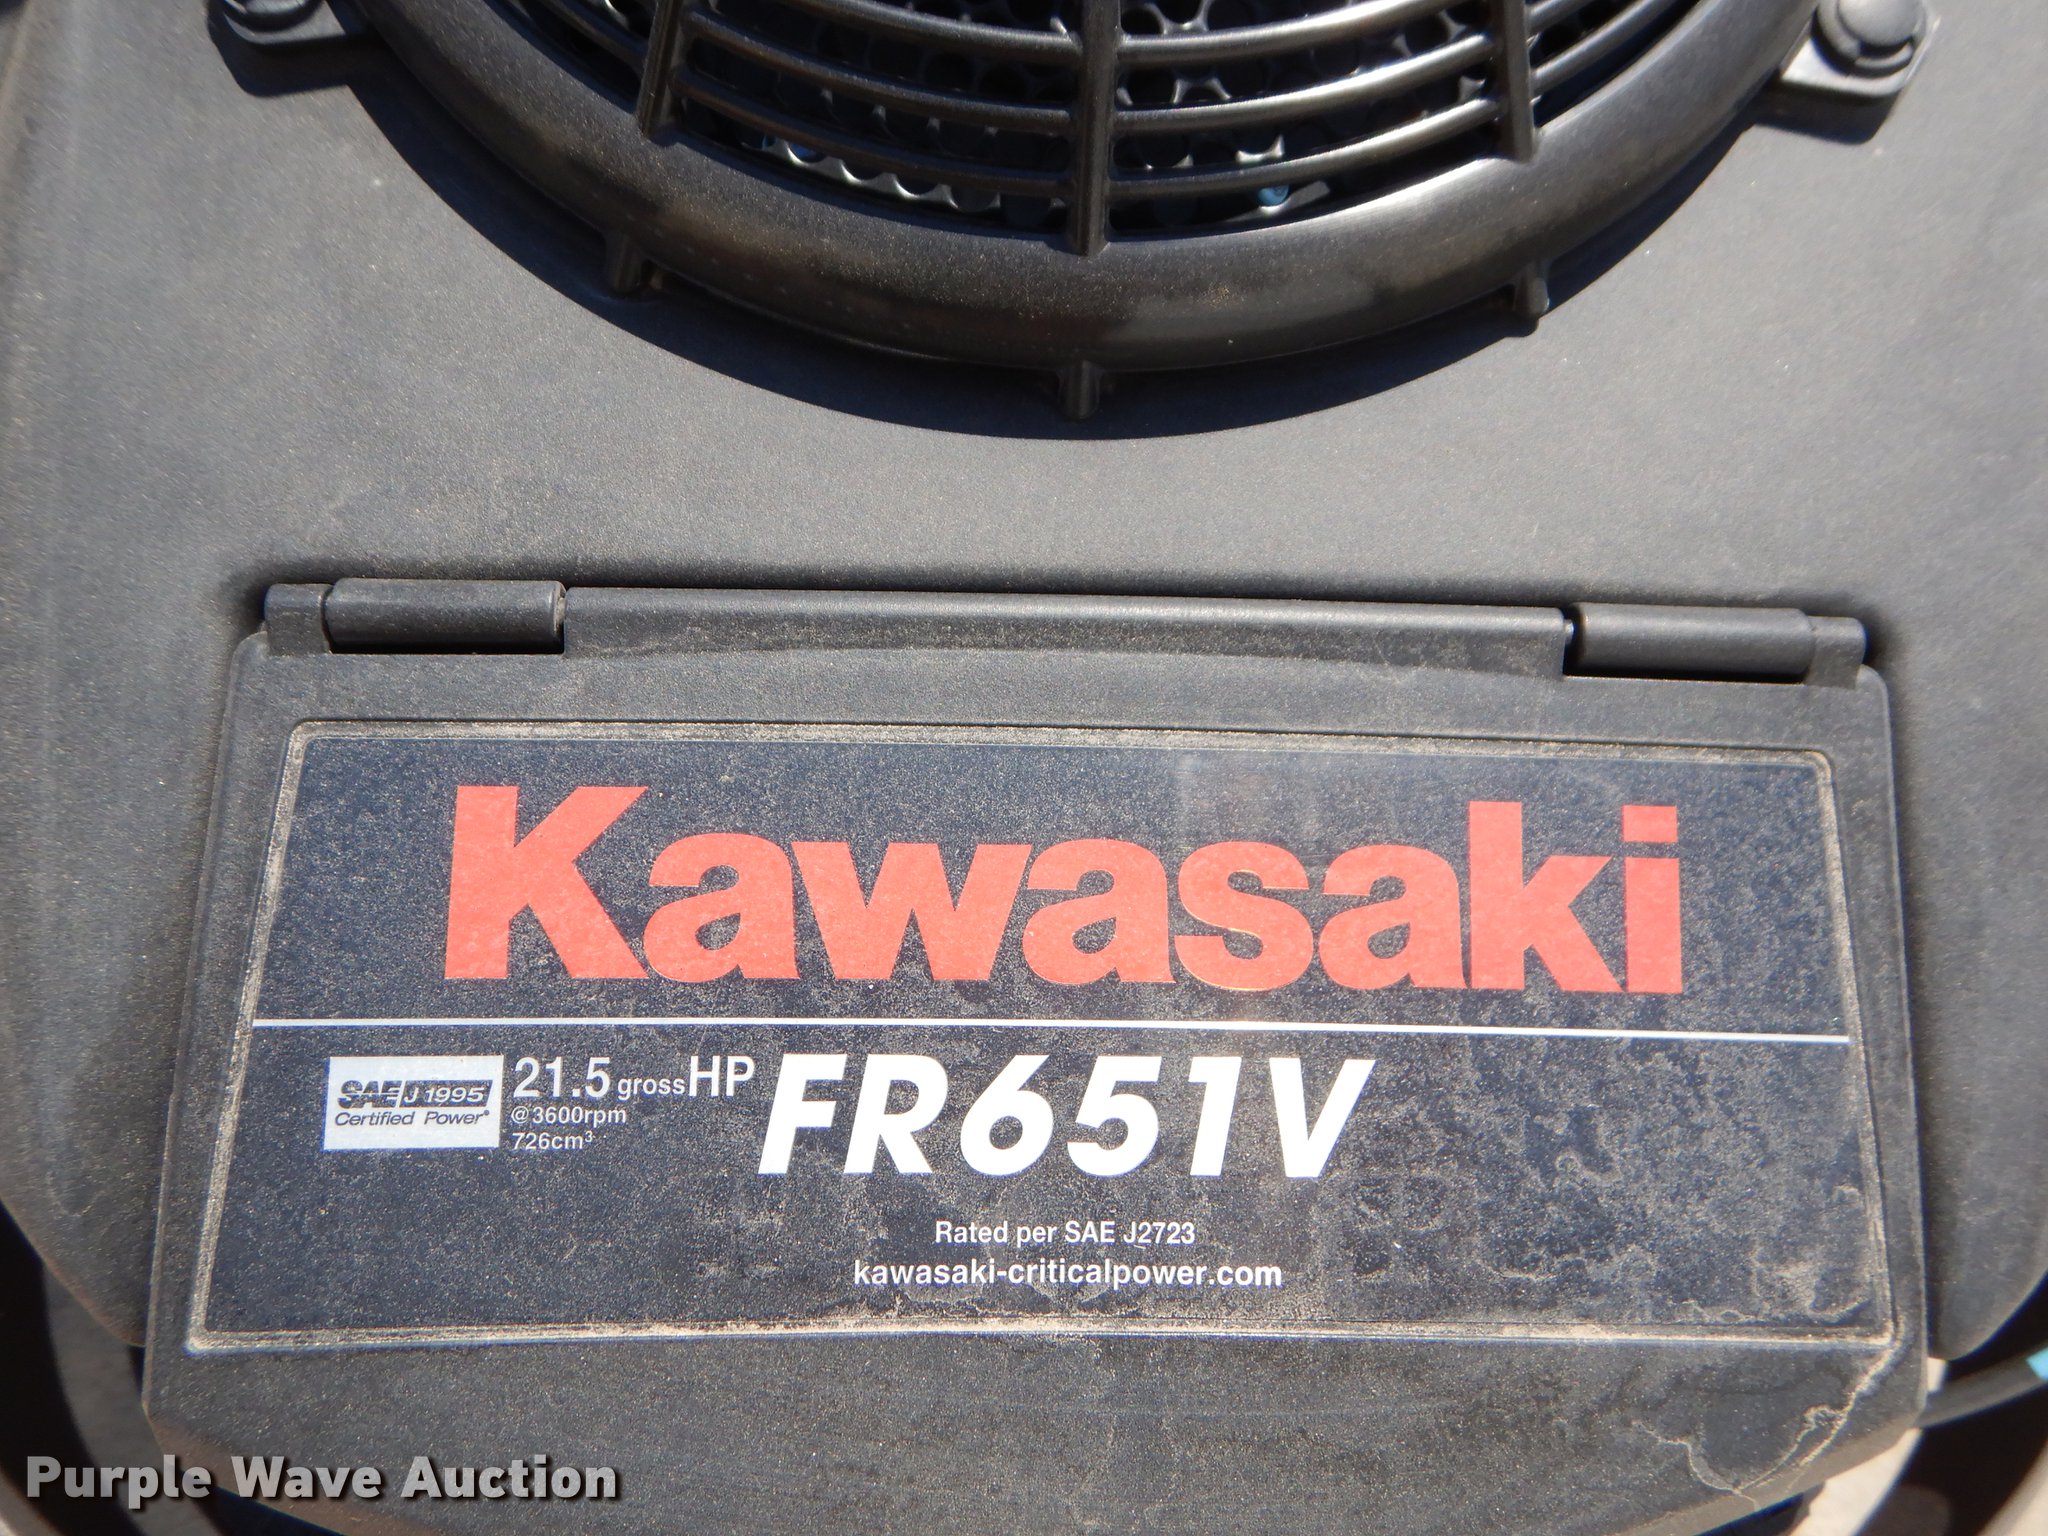 Kawasaki
SAE J1995
Certified Power®
21.5 gross HP
@3600rpm
726cm³
FR651V
Rated per SAE J2723
kawasaki-criticalpower.com
Purple Wave Auction